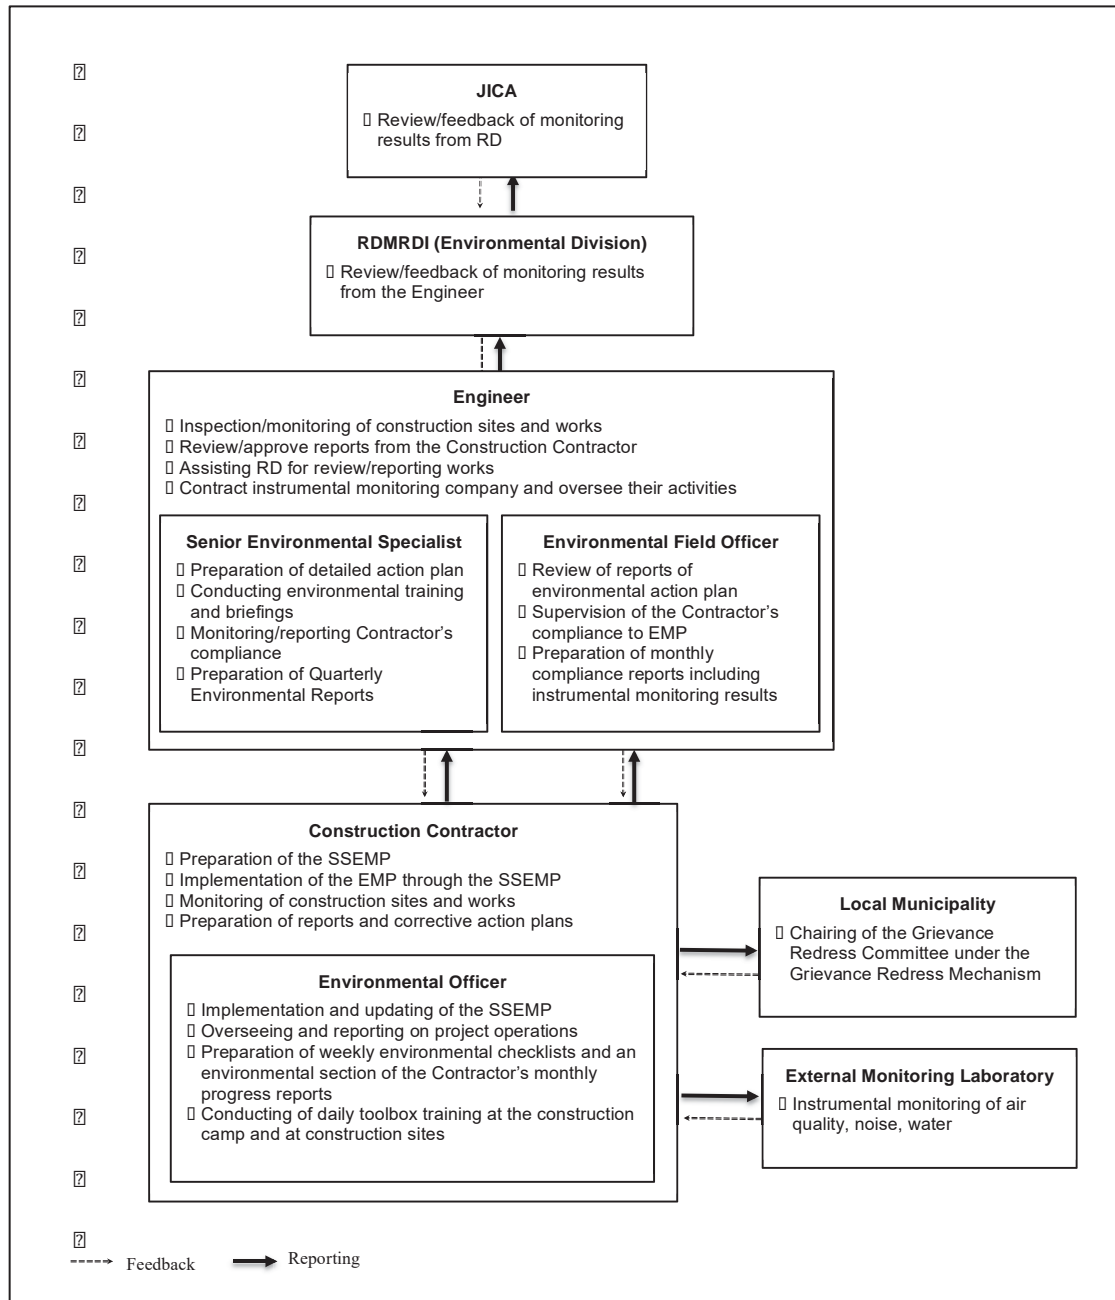 JICA
Review/feedback of monitoring
results from RD
RDMRDI (Environmental Division)
Review/feedback of monitoring results
from the Engineer
Engineer
Inspection/monitoring of construction sites and works
Review/approve reports from the Construction Contractor
Assisting RD for review/reporting works
Contract instrumental monitoring company and oversee their activities
Senior Environmental Specialist
Preparation of detailed action plan
Conducting environmental training
and briefings
Monitoring/reporting Contractor's
compliance
Preparation of Quarterly
Environmental Reports
Environmental Field Officer
Review of reports of
environmental action plan
Supervision of the Contractor's
compliance to EMP
Preparation of monthly
compliance reports including
instrumental monitoring results
Construction Contractor
Preparation of the SSEMP
Implementation of the EMP through the SSEMP
Monitoring of construction sites and works
Preparation of reports and corrective action plans
Environmental Officer
Implementation and updating of the SSEMP
Overseeing and reporting on project operations
Preparation of weekly environmental checklists and an
environmental section of the Contractor's monthly
progress reports
Conducting of daily toolbox training at the construction
camp and at construction sites
Local Municipality
Chairing of the Grievance
Redress Committee under the
Grievance Redress Mechanism
External Monitoring Laboratory
Instrumental monitoring of air
quality, noise, water
Feedback
Reporting